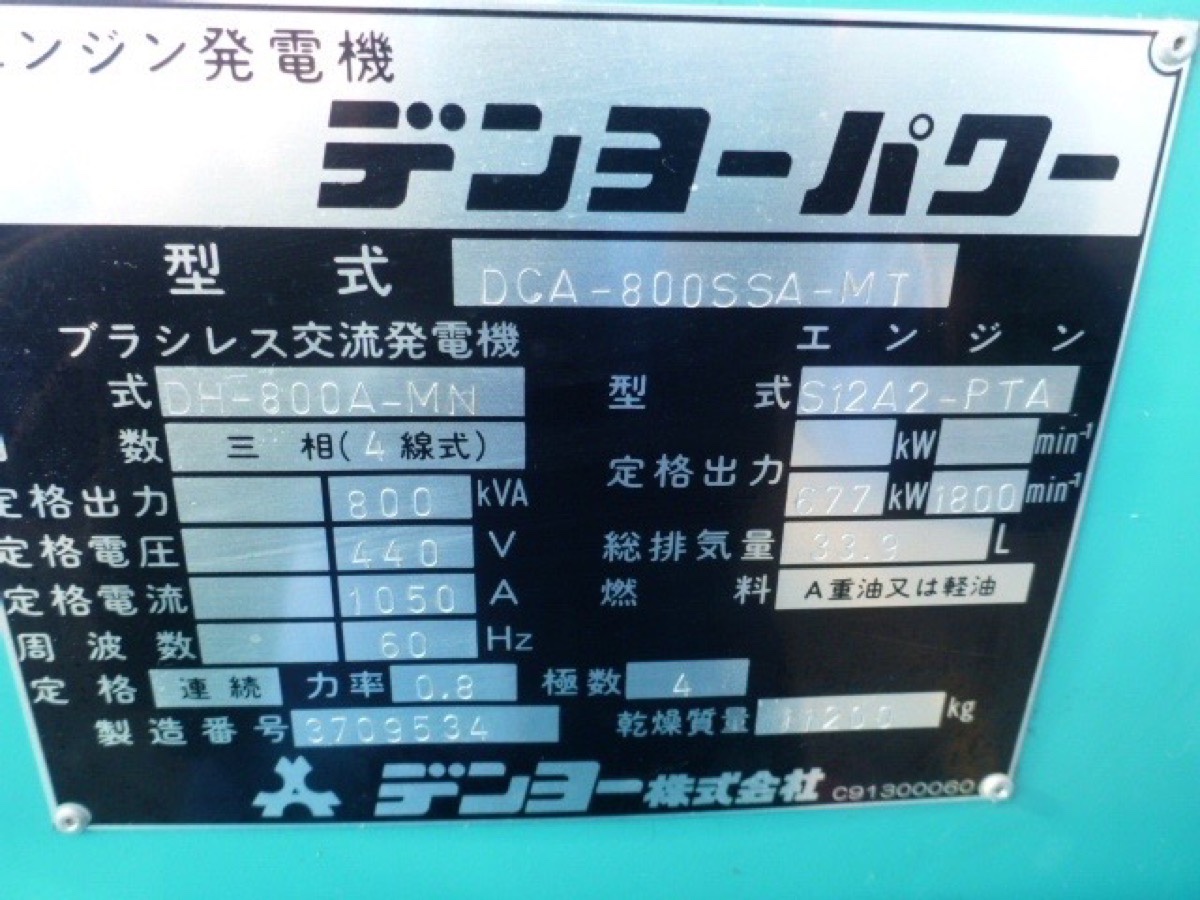 エンジン発電機
デンヨーパワー
型式 DCA-800SSA-MT
ブラシレス交流発電機 エンジン
式 DH-800A-MN 型式 S12A2-PTA
数 三相(4線式) kW min⁻¹
定格出力 800 kVA 定格出力 677 kW 1800 min⁻¹
定格電圧 440 V 総排気量 33.9 L
定格電流 1050 A 燃料 A重油又は軽油
周波数 60 Hz
定格 連続 力率 0.8 極数 4
製造番号 3709534 乾燥質量 11200 kg
デンヨー株式会社 C91300060